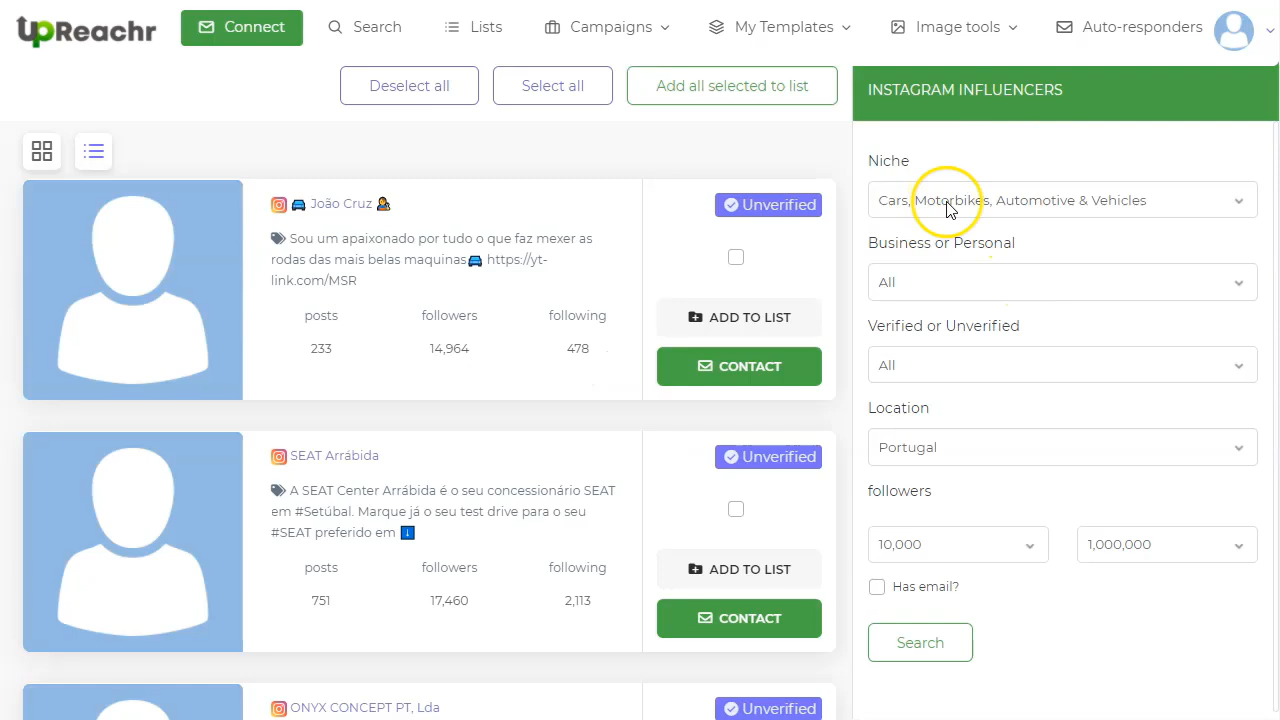 upReachr
Connect
Search
Lists
Campaigns
My Templates
Image tools
Auto-responders
Deselect all
Select all
Add all selected to list
INSTAGRAM INFLUENCERS
João Cruz
Unverified
Sou um apaixonado por tudo o que faz mexer as
rodas das mais belas maquinas https://yt-
link.com/MSR
posts followers following
233 14,964 478
ADD TO LIST
CONTACT
SEAT Arrábida
Unverified
A SEAT Center Arrábida é o seu concessionário SEAT
em #Setúbal. Marque já o seu test drive para o seu
#SEAT preferido em
posts followers following
751 17,460 2,113
ADD TO LIST
CONTACT
ONYX CONCEPT PT, Lda
Unverified
Niche
Cars, Motorbikes, Automotive & Vehicles
Business or Personal
All
Verified or Unverified
All
Location
Portugal
followers
10,000 1,000,000
Has email?
Search